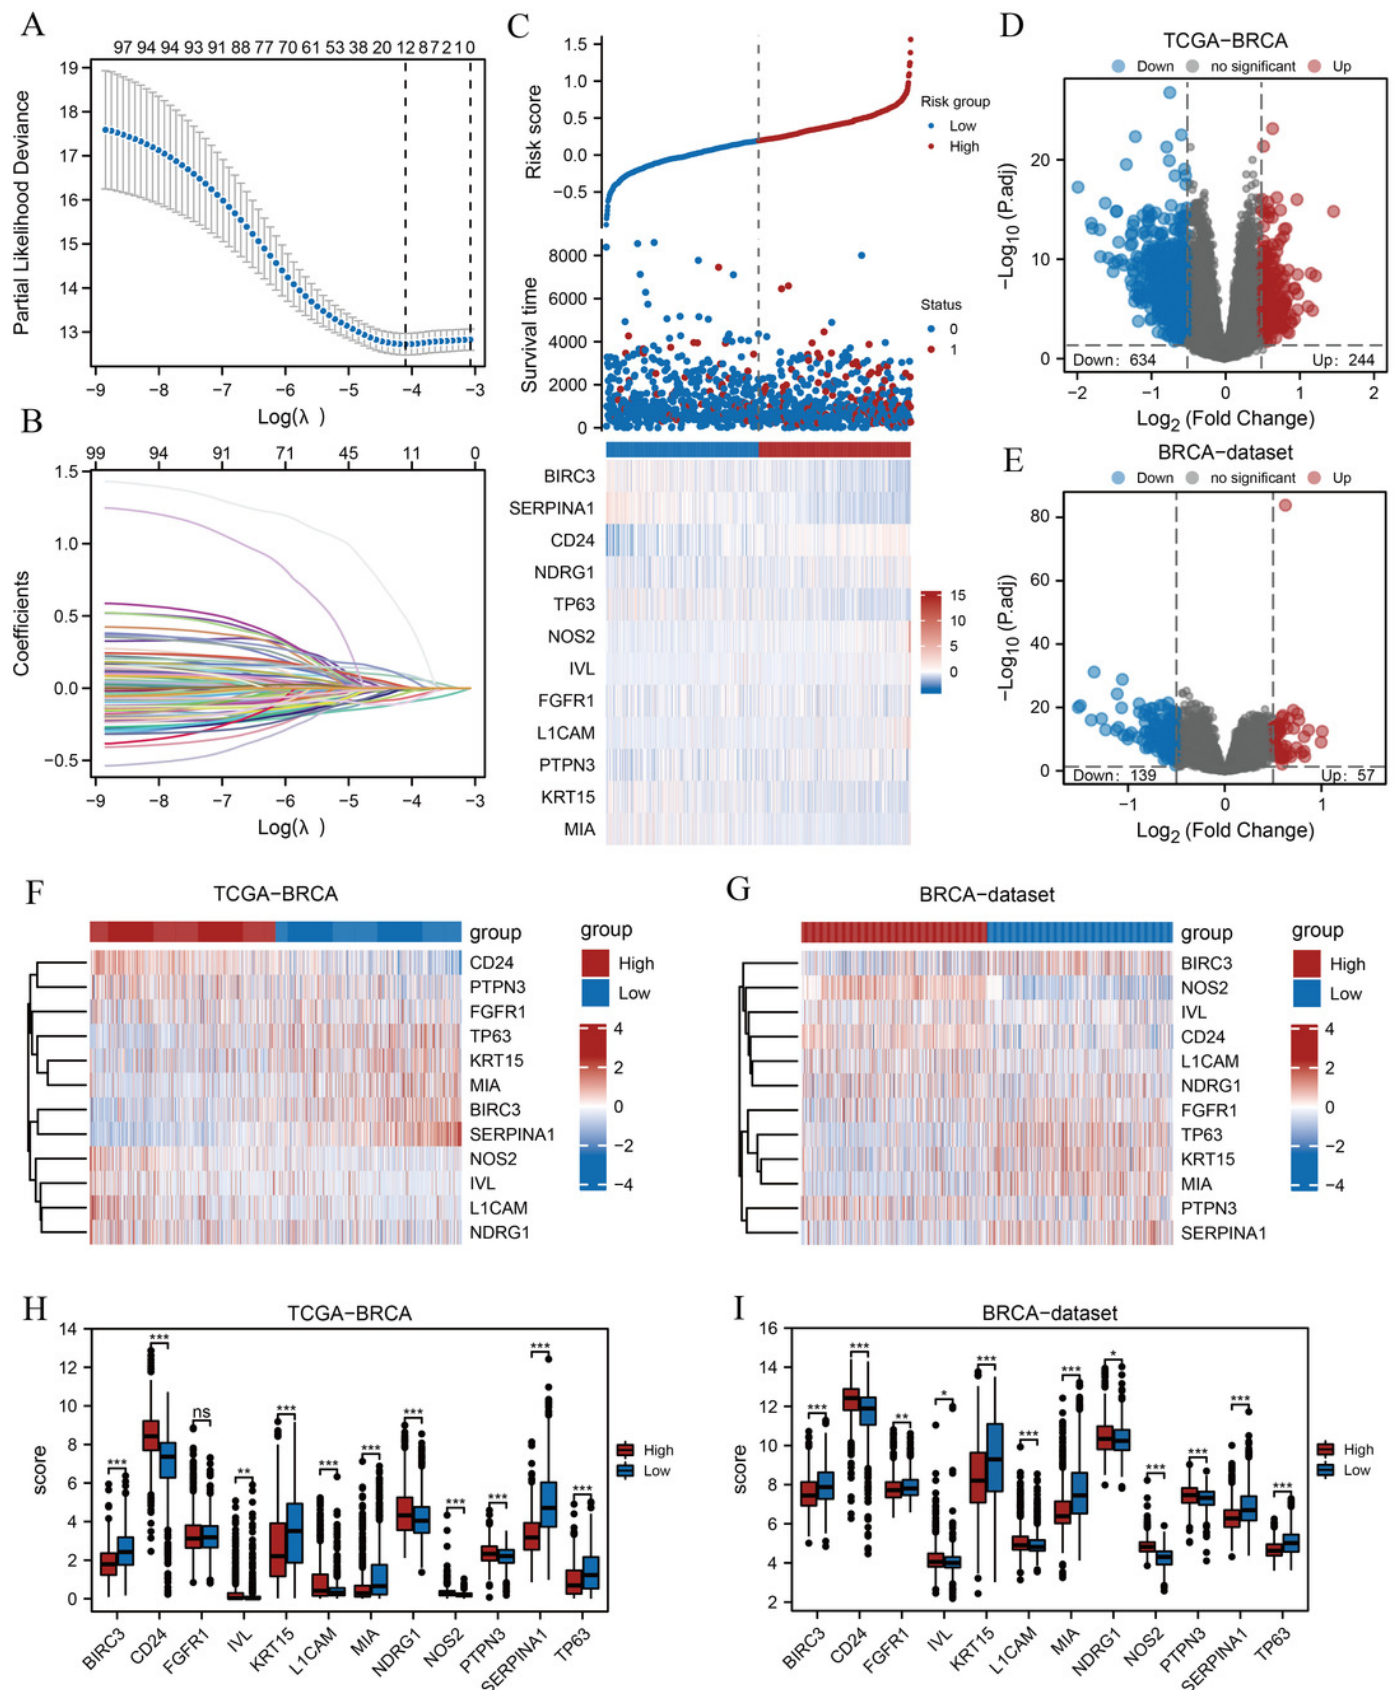 A
97 94 94 93 91 88 77 70 61 53 38 20 12 8 7 2 1 0
19
18
17
16
15
14
13
Partial Likelihood Deviance
−9 −8 −7 −6 −5 −4 −3
Log(λ )
B
99 94 91 71 45 11 0
1.5
1.0
0.5
0.0
−0.5
Coefficients
−9 −8 −7 −6 −5 −4 −3
Log(λ )
C
1.5
1.0
0.5
0.0
−0.5
Risk score
Risk group
Low
High
8000
6000
4000
2000
0
Survival time
Status
0
1
BIRC3
SERPINA1
CD24
NDRG1
TP63
NOS2
IVL
FGFR1
L1CAM
PTPN3
KRT15
MIA
15
10
5
0
D
TCGA−BRCA
Down no significant Up
20
10
0
−Log10 (P.adj)
Down: 634 Up: 244
−2 −1 0 1 2
Log2 (Fold Change)
E
BRCA−dataset
Down no significant Up
80
60
40
20
0
−Log10 (P.adj)
Down: 139 Up: 57
−1 0 1
Log2 (Fold Change)
F
TCGA−BRCA
group
CD24
PTPN3
FGFR1
TP63
KRT15
MIA
BIRC3
SERPINA1
NOS2
IVL
L1CAM
NDRG1
group
High
Low
4
2
0
−2
−4
G
BRCA−dataset
group
BIRC3
NOS2
IVL
CD24
L1CAM
NDRG1
FGFR1
TP63
KRT15
MIA
PTPN3
SERPINA1
group
High
Low
4
2
0
−2
−4
H
TCGA−BRCA
14
12
10
8
6
4
2
0
score
*** *** ns ** *** *** *** *** *** *** *** ***
High
Low
BIRC3 CD24 FGFR1 IVL KRT15 L1CAM MIA NDRG1 NOS2 PTPN3 SERPINA1 TP63
I
BRCA−dataset
16
14
12
10
8
6
4
2
score
*** *** ** * *** *** *** * *** *** *** ***
High
Low
BIRC3 CD24 FGFR1 IVL KRT15 L1CAM MIA NDRG1 NOS2 PTPN3 SERPINA1 TP63